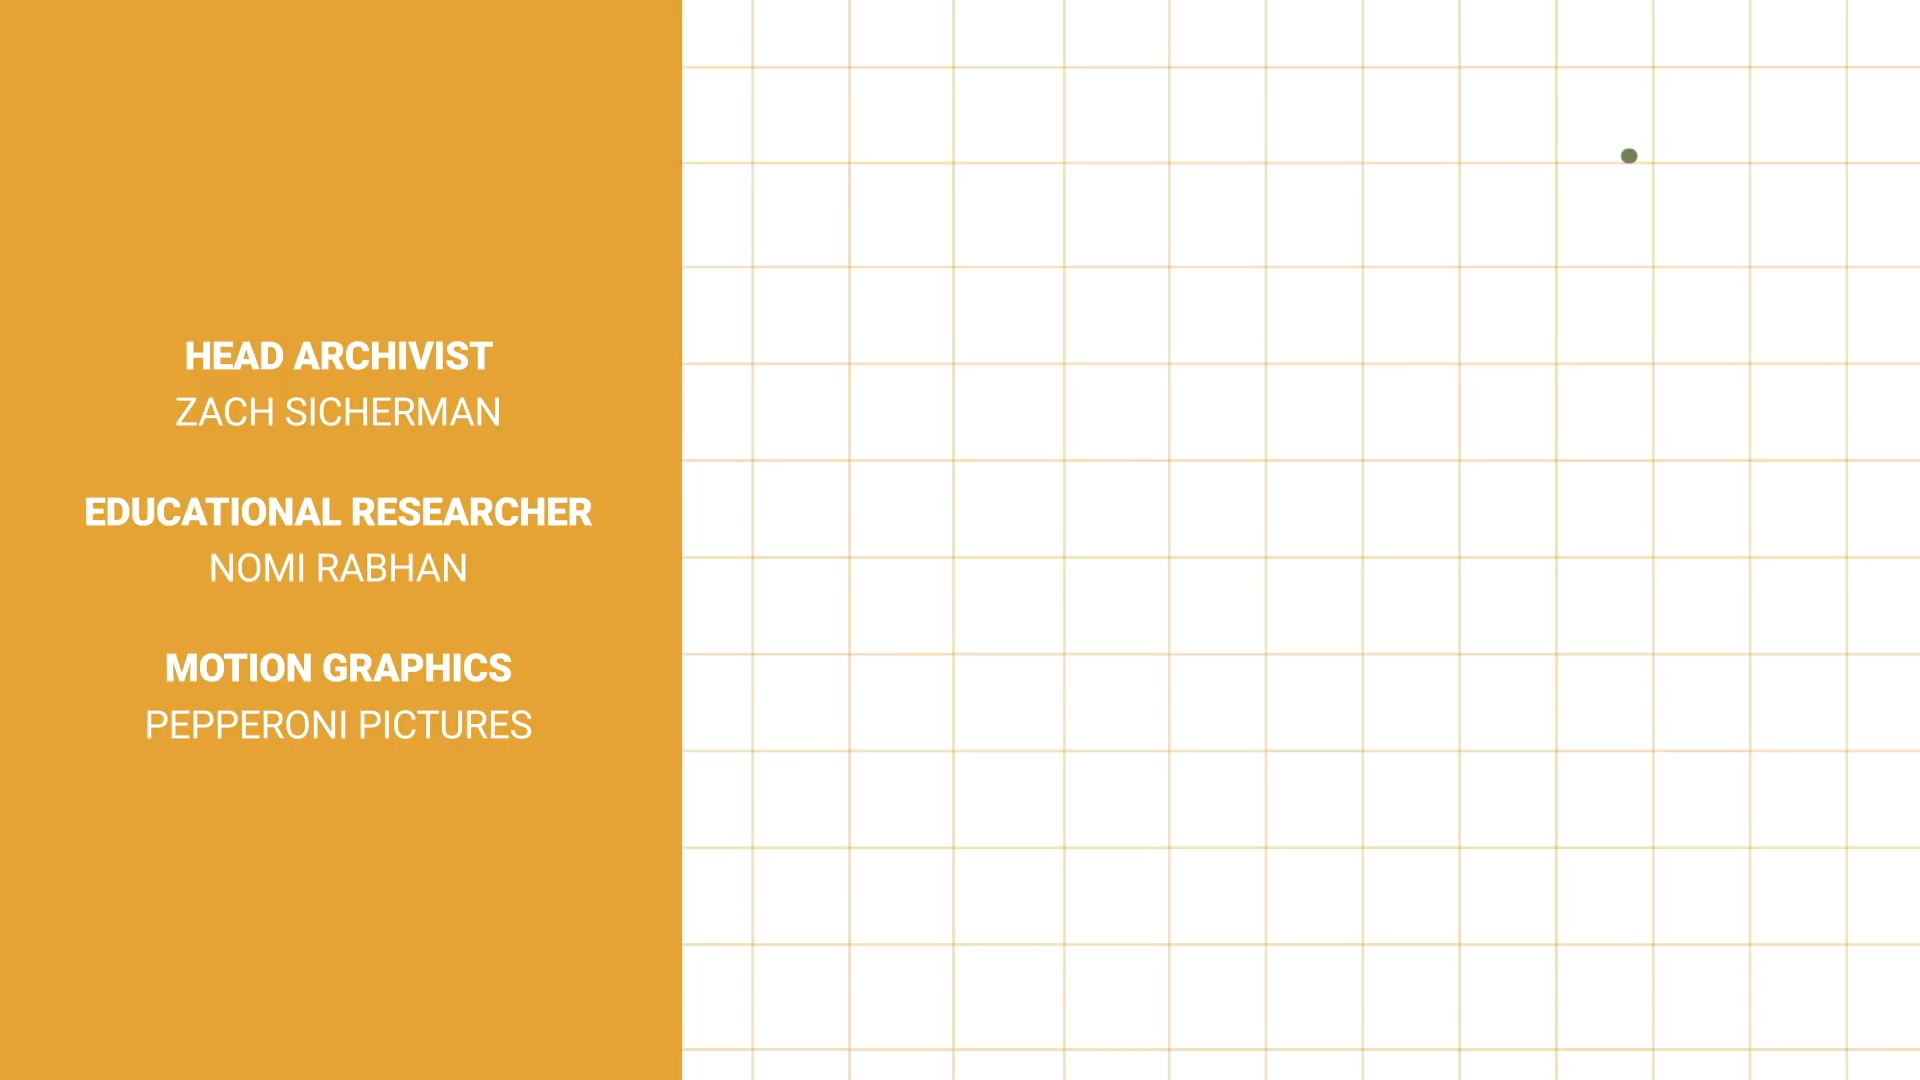 HEAD ARCHIVIST
ZACH SICHERMAN
EDUCATIONAL RESEARCHER
NOMI RABHAN
MOTION GRAPHICS
PEPPERONI PICTURES